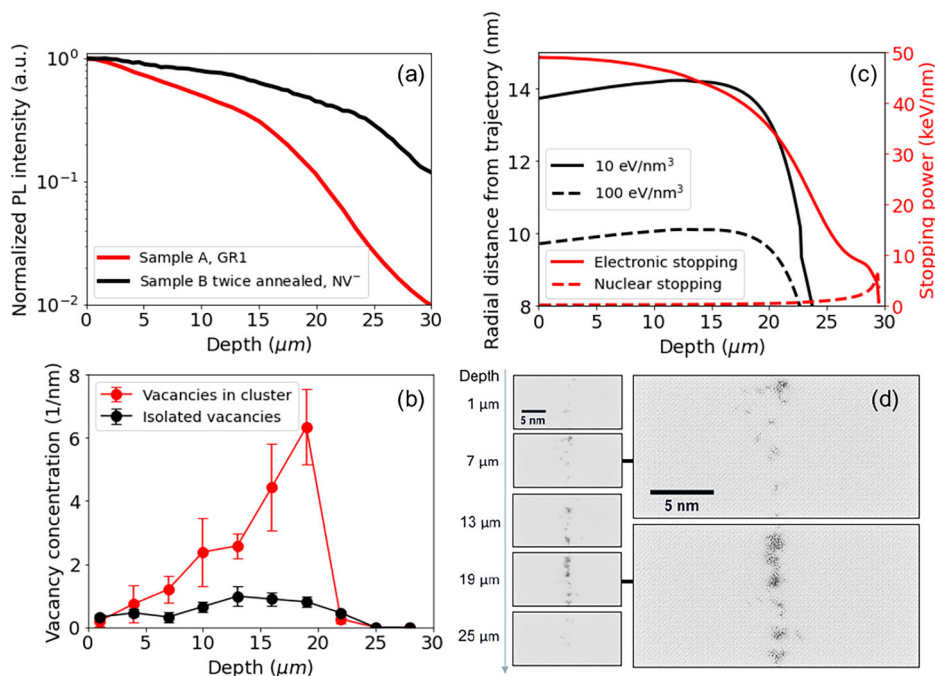 (a)
Normalized PL intensity (a.u.)
10⁰
10⁻¹
10⁻²
Sample A, GR1
Sample B twice annealed, NV⁻
0 5 10 15 20 25 30
Depth (μm)
(c)
Radial distance from trajectory (nm)
14
12
10
8
10 eV/nm³
100 eV/nm³
Electronic stopping
Nuclear stopping
50
40
30
20
10
0
Stopping power (keV/nm)
0 5 10 15 20 25 30
Depth (μm)
(b)
Vacancy concentration (1/nm)
8
6
4
2
0
Vacancies in cluster
Isolated vacancies
0 5 10 15 20 25 30
Depth (μm)
(d)
Depth
1 μm
5 nm
7 μm
13 μm
19 μm
25 μm
5 nm